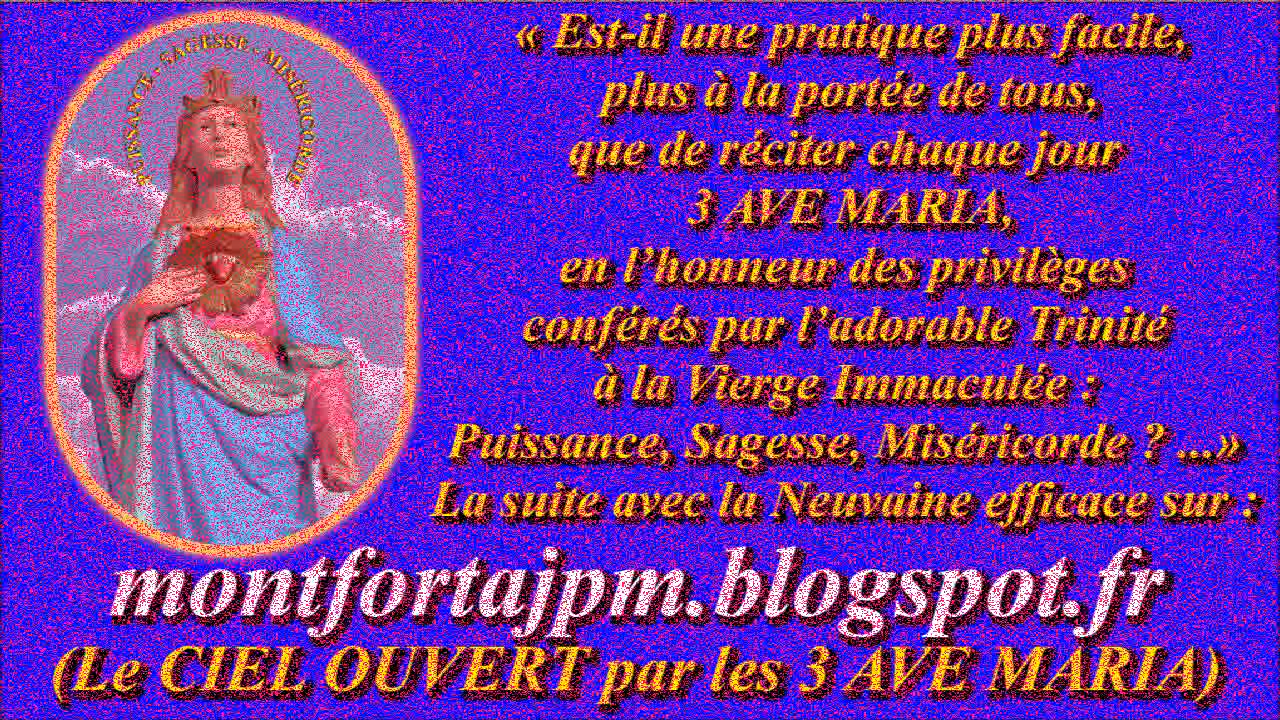 PUISSANCE - SAGESSE - MISÉRICORDE
« Est-il une pratique plus facile,
plus à la portée de tous,
que de réciter chaque jour
3 AVE MARIA,
en l’honneur des privilèges
conférés par l’adorable Trinité
à la Vierge Immaculée :
Puissance, Sagesse, Miséricorde ? ...»
La suite avec la Neuvaine efficace sur :
montfortajpm.blogspot.fr
(Le CIEL OUVERT par les 3 AVE MARIA)